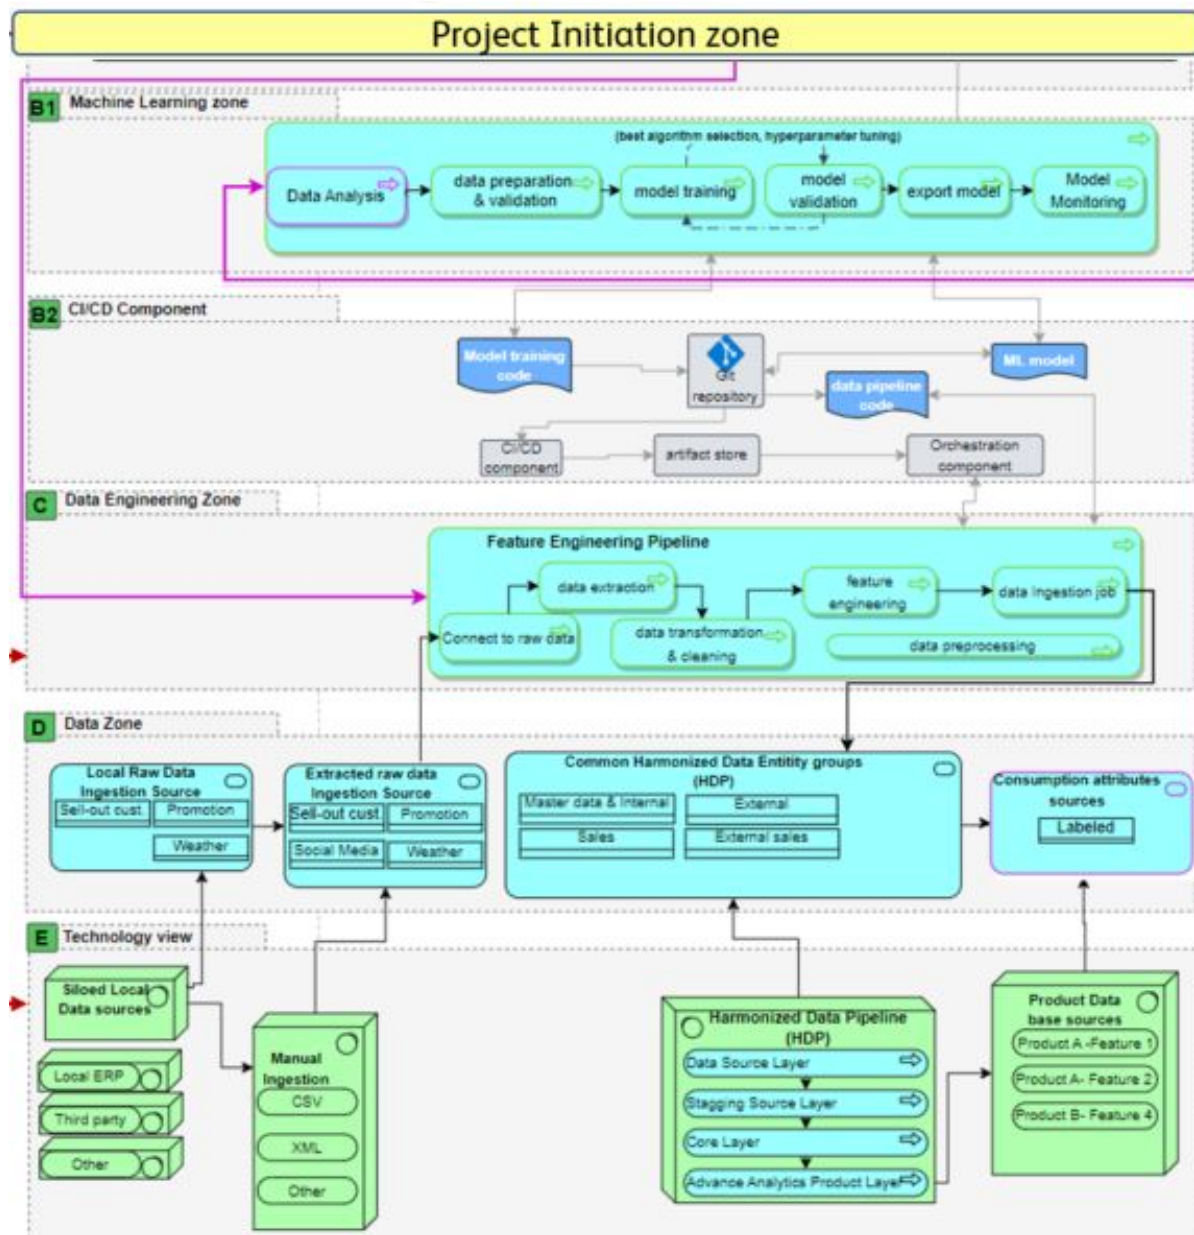 Project Initiation zone
B1
Machine Learning zone
(best algorithm selection, hyperparameter tuning)
Data Analysis
data preparation
& validation
model training
model
validation
export model
Model
Monitoring
B2
CI/CD Component
Model training
code
Git
repository
ML model
data pipeline
code
CI/CD
component
artifact store
Orchestration
component
C
Data Engineering Zone
Feature Engineering Pipeline
data extraction
feature
engineering
data Ingestion job
Connect to raw data
data transformation
& cleaning
data preprocessing
D
Data Zone
Local Raw Data
Ingestion Source
Sell-out cust.
Promotion
Weather
Extracted raw data
Ingestion Source
Sell-out cust.
Promotion
Social Media
Weather
Common Harmonized Data Entitity groups
(HDP)
Master data & Internal
External
Sales
External sales
Consumption attributes
sources
Labeled
E
Technology view
Siloed Local
Data sources
Local ERP
Third party
Other
Manual
Ingestion
CSV
XML
Other
Harmonized Data Pipeline
(HDP)
Data Source Layer
Stagging Source Layer
Core Layer
Advance Analytics Product Layer
Product Data
base sources
Product A -Feature 1
Product A- Feature 2
Product B- Feature 4